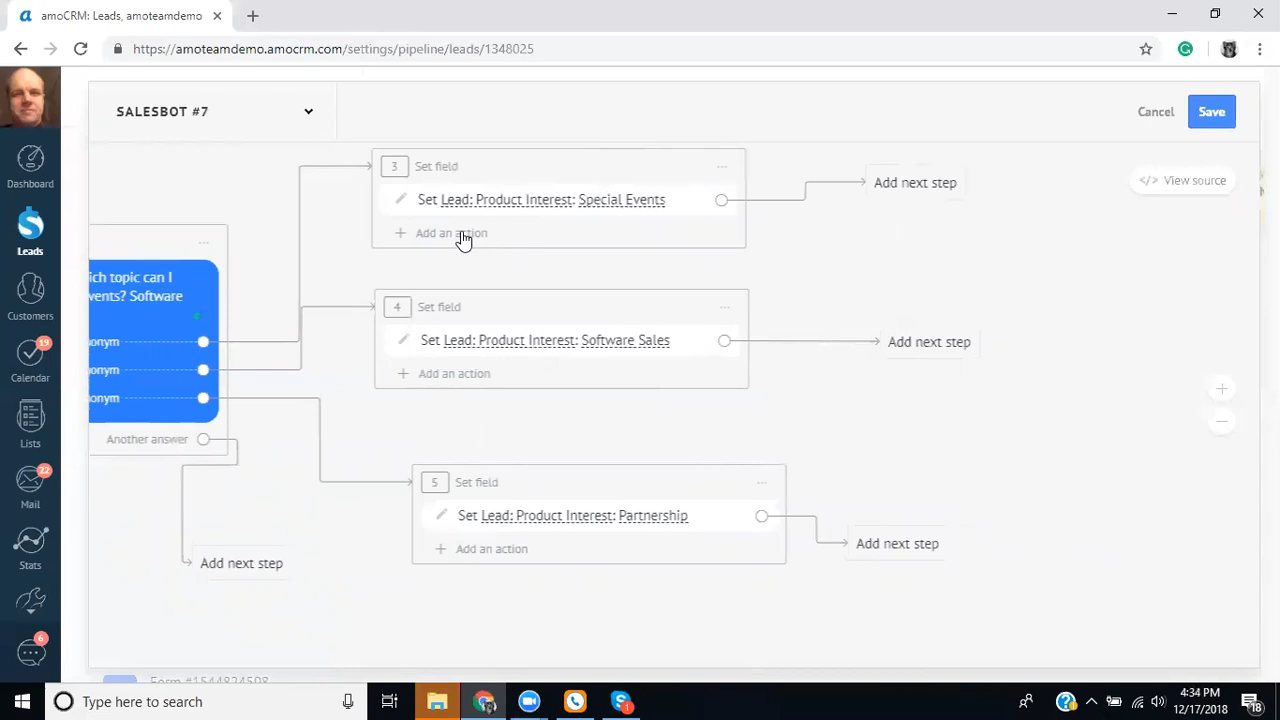 amoCRM: Leads, amoteamdemo
https://amoteamdemo.amocrm.com/settings/pipeline/leads/1348025
SALESBOT #7
Cancel
Save
</> View source
Dashboard
Leads
Customers
19
Calendar
Lists
22
Mail
Stats
6
ich topic can I
vents? Software
onym
onym
onym
Another answer
Add next step
3 Set field
Set Lead: Product Interest: Special Events
+ Add an action
Add next step
4 Set field
Set Lead: Product Interest: Software Sales
+ Add an action
Add next step
5 Set field
Set Lead: Product Interest: Partnership
+ Add an action
Add next step
Type here to search
4:34 PM
12/17/2018
18